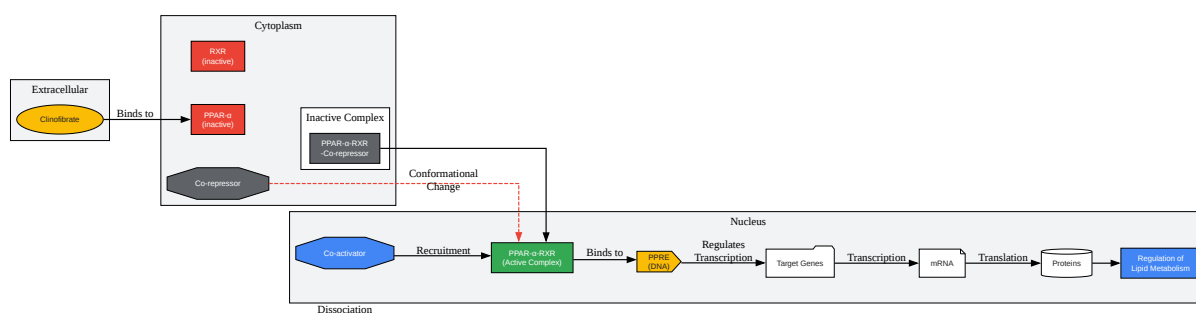 Cytoplasm
RXR
(inactive)
Extracellular
Clinofibrate
Binds to
PPAR-α
(inactive)
Inactive Complex
PPAR-α-RXR
-Co-repressor
Co-repressor
Conformational
Change
Nucleus
Co-activator
Recruitment
PPAR-α-RXR
(Active Complex)
Binds to
PPRE
(DNA)
Regulates
Transcription
Target Genes
Transcription
mRNA
Translation
Proteins
Regulation of
Lipid Metabolism
Dissociation